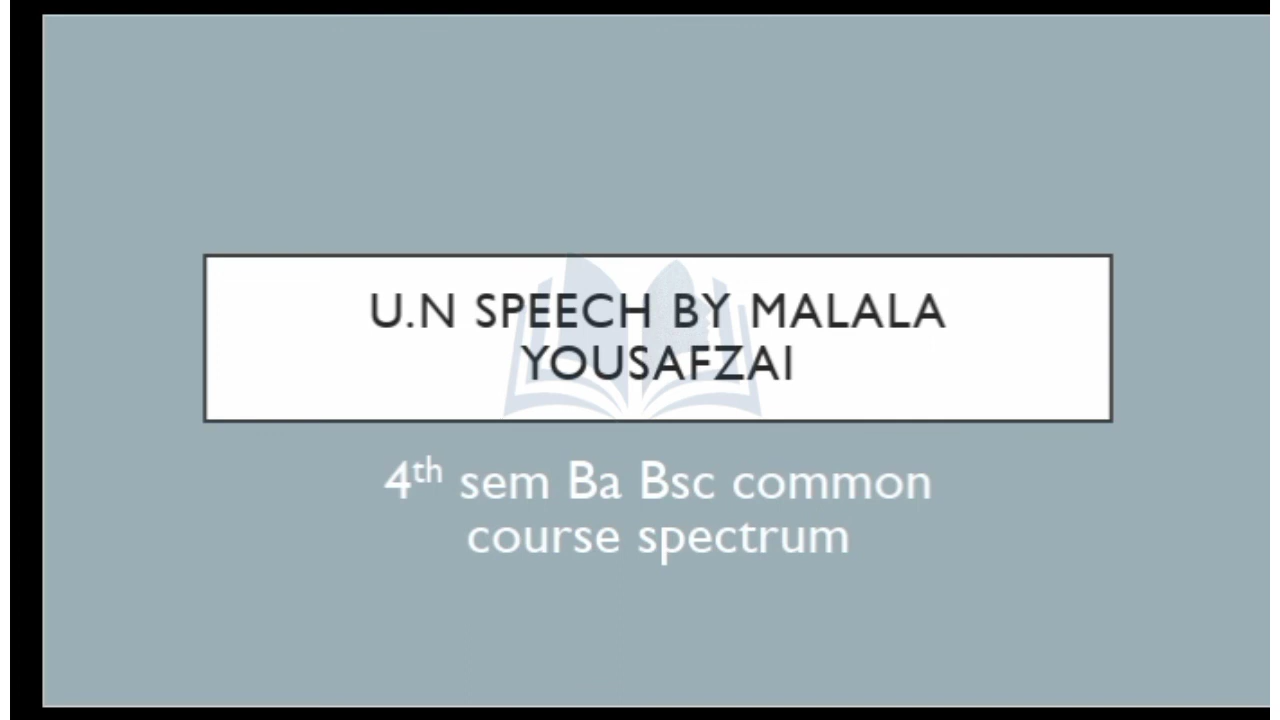 U.N SPEECH BY MALALA
YOUSAFZAI
4th sem Ba Bsc common
course spectrum